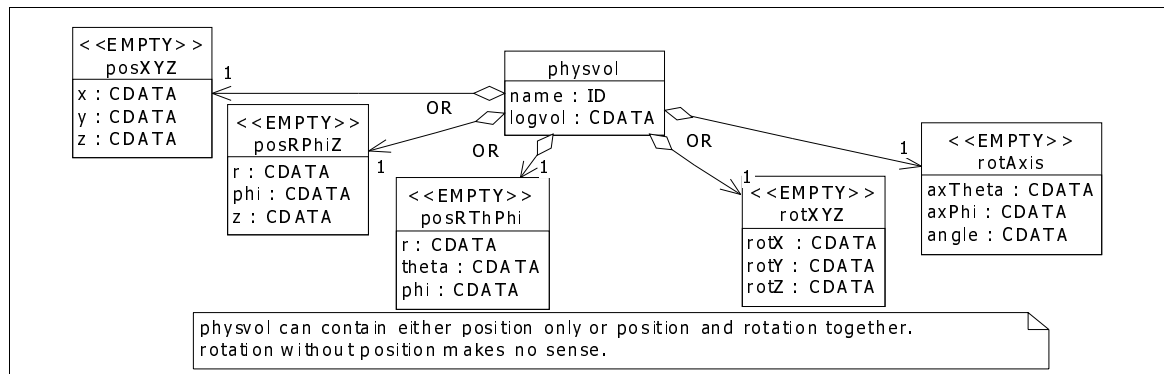 <<EMPTY>>
posXYZ
x : CDATA
y : CDATA
z : CDATA
1
physvol
name : ID
logvol : CDATA
OR
<<EMPTY>>
posRPhiZ
r : CDATA
phi : CDATA
z : CDATA
1
OR
<<EMPTY>>
posRThPhi
r : CDATA
theta : CDATA
phi : CDATA
1
OR
<<EMPTY>>
rotXYZ
rotX : CDATA
rotY : CDATA
rotZ : CDATA
1
<<EMPTY>>
rotAxis
axTheta : CDATA
axPhi : CDATA
angle : CDATA
1
physvol can contain either position only or position and rotation together.
rotation without position makes no sense.